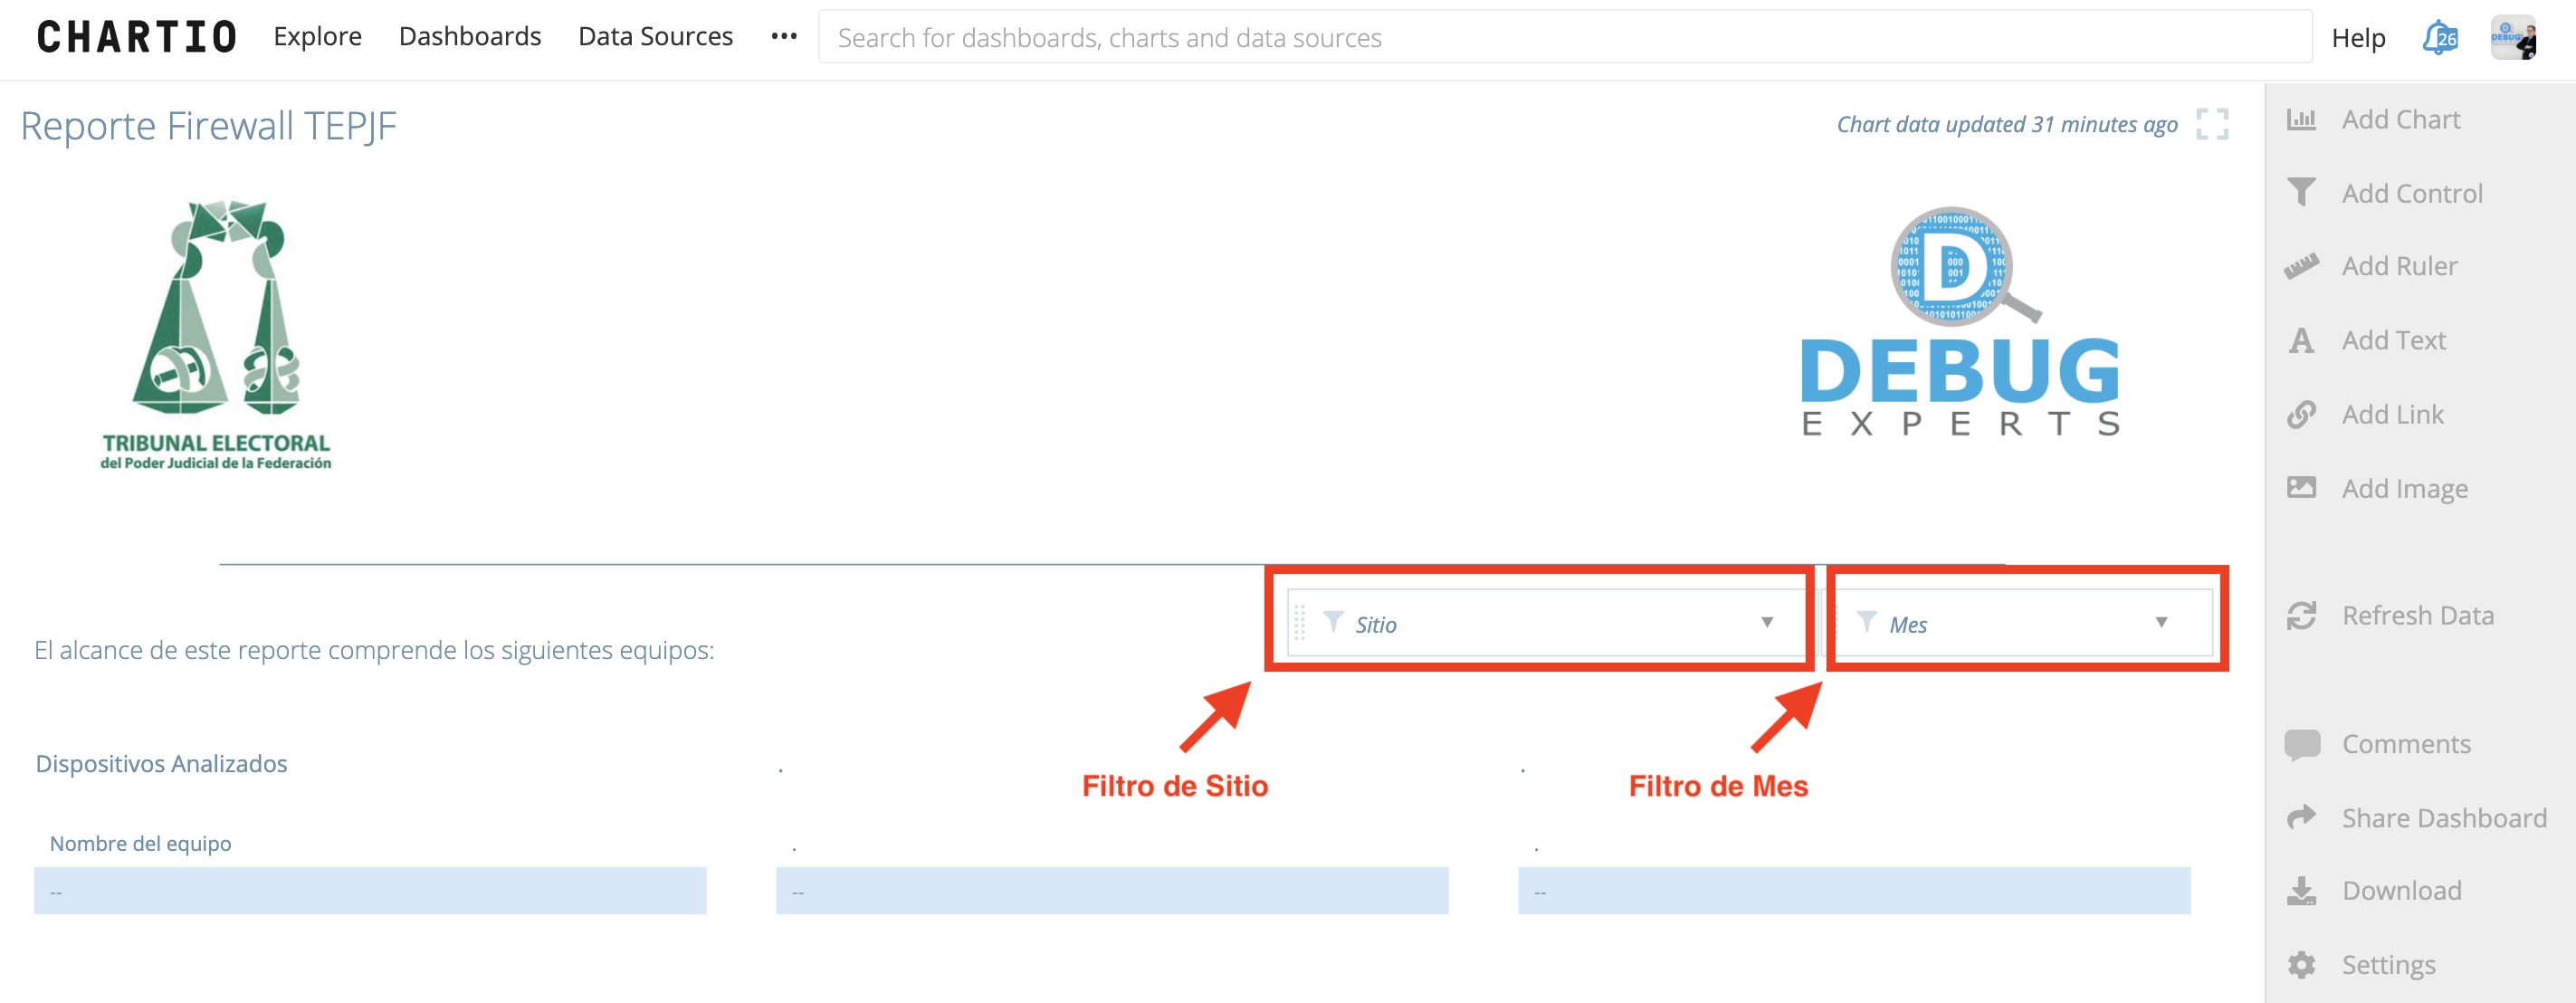 CHARTIO Explore Dashboards Data Sources ••• Search for dashboards, charts and data sources Help 26
Reporte Firewall TEPJF
Chart data updated 31 minutes ago
TRIBUNAL ELECTORAL
del Poder Judicial de la Federación
D
DEBUG
EXPERTS
Sitio
Mes
El alcance de este reporte comprende los siguientes equipos:
Filtro de Sitio
Filtro de Mes
Dispositivos Analizados . .
Nombre del equipo . .
-- -- --
Add Chart
Add Control
Add Ruler
Add Text
Add Link
Add Image
Refresh Data
Comments
Share Dashboard
Download
Settings